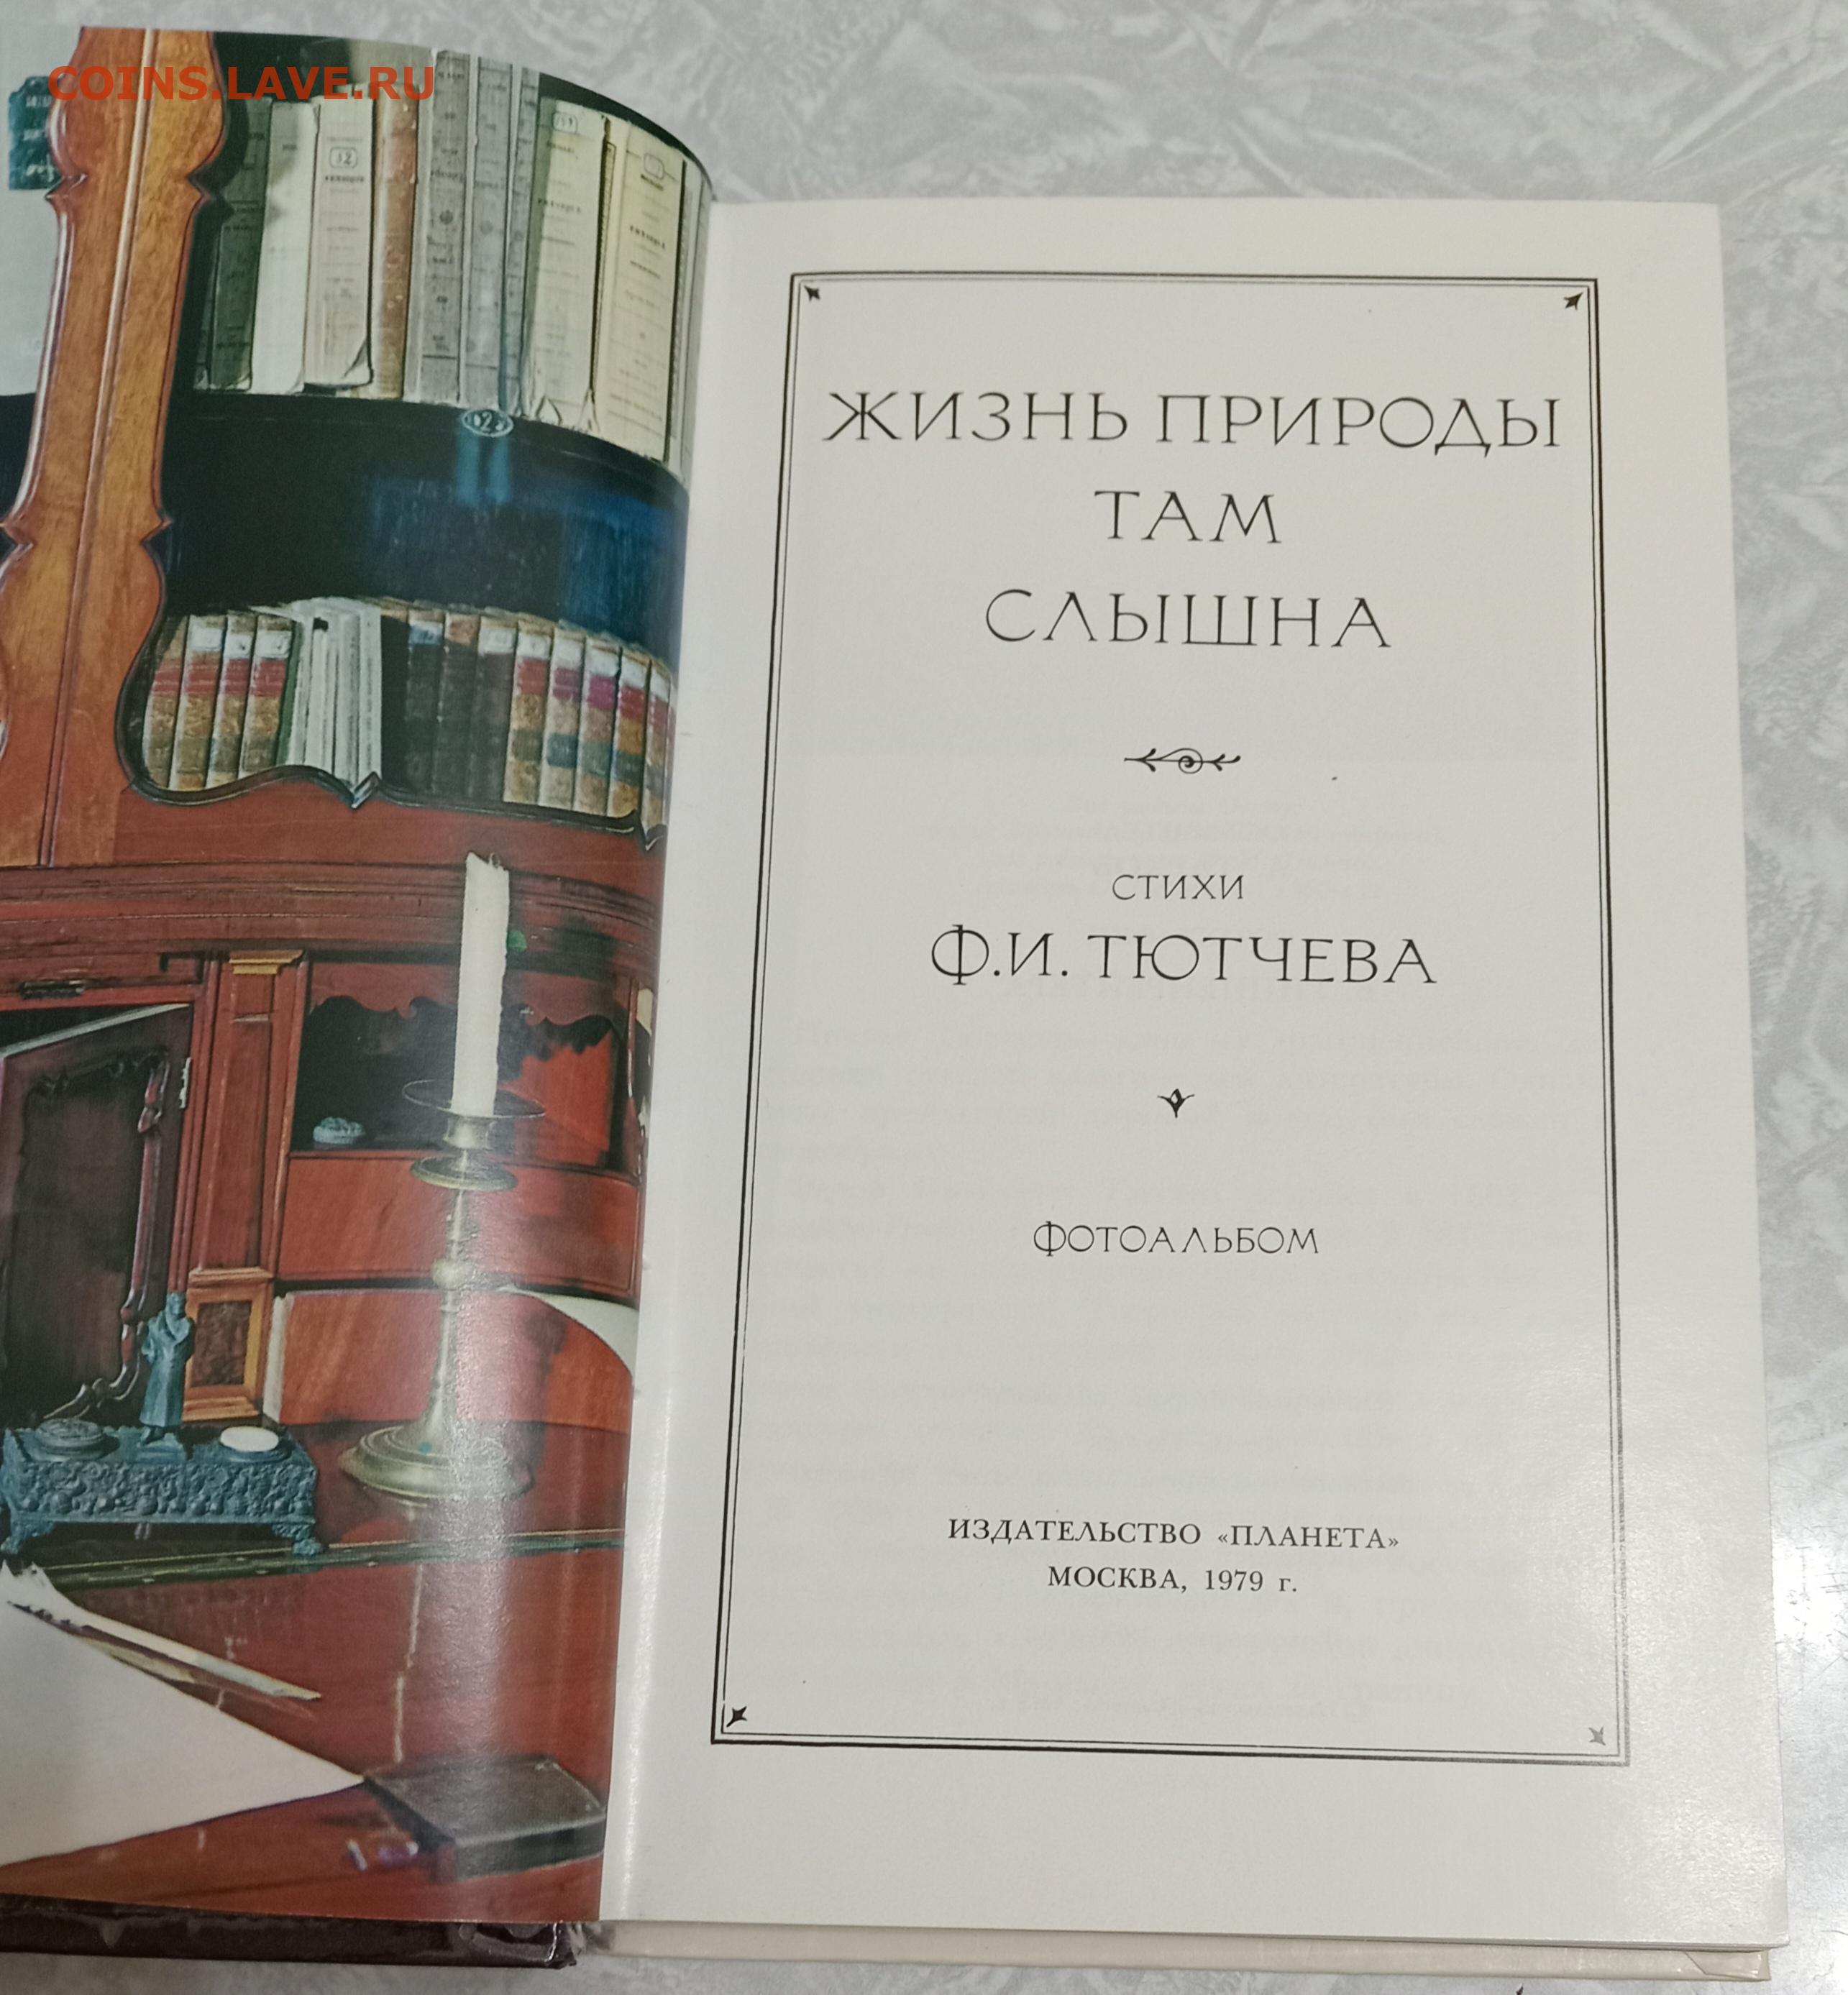 COINS.LAVE.RU
ЖИЗНЬ ПРИРОДЫ
ТАМ
СЛЫШНА
СТИХИ
Ф.И. ТЮТЧЕВА
ФОТОАЛЬБОМ
ИЗДАТЕЛЬСТВО «ПЛАНЕТА»
МОСКВА, 1979 г.